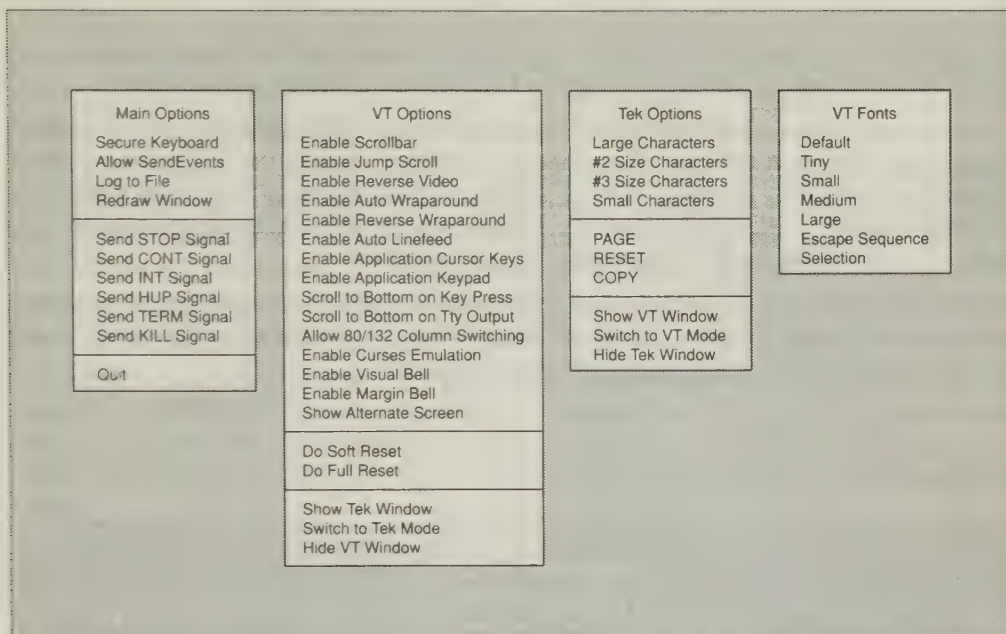 Main Options
Secure Keyboard
Allow SendEvents
Log to File
Redraw Window
Send STOP Signal
Send CONT Signal
Send INT Signal
Send HUP Signal
Send TERM Signal
Send KILL Signal
Quit
VT Options
Enable Scrollbar
Enable Jump Scroll
Enable Reverse Video
Enable Auto Wraparound
Enable Reverse Wraparound
Enable Auto Linefeed
Enable Application Cursor Keys
Enable Application Keypad
Scroll to Bottom on Key Press
Scroll to Bottom on Tty Output
Allow 80/132 Column Switching
Enable Curses Emulation
Enable Visual Bell
Enable Margin Bell
Show Alternate Screen
Do Soft Reset
Do Full Reset
Show Tek Window
Switch to Tek Mode
Hide VT Window
Tek Options
Large Characters
#2 Size Characters
#3 Size Characters
Small Characters
PAGE
RESET
COPY
Show VT Window
Switch to VT Mode
Hide Tek Window
VT Fonts
Default
Tiny
Small
Medium
Large
Escape Sequence
Selection